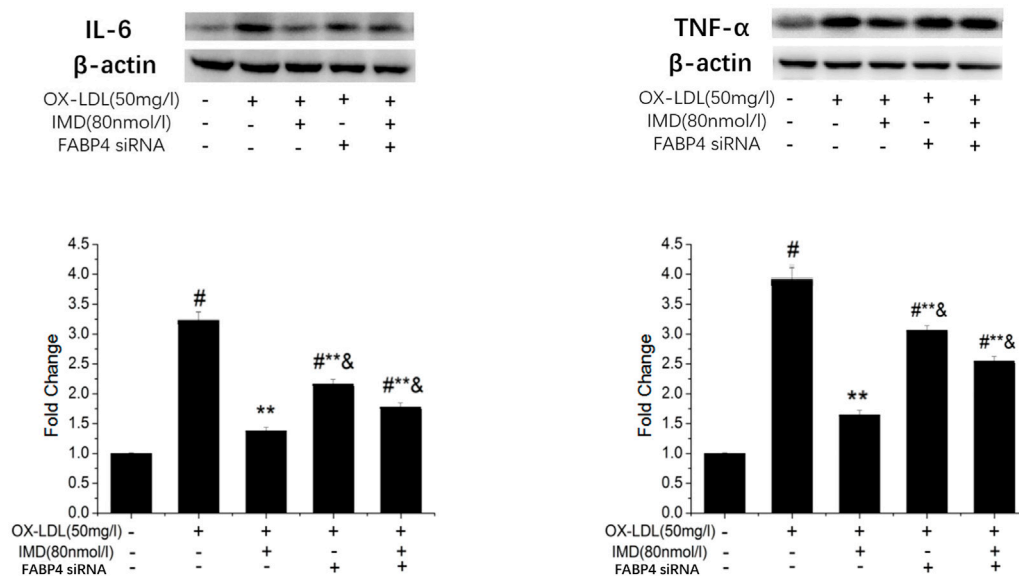 IL-6
β-actin
OX-LDL(50mg/l) - + + + +
IMD(80nmol/l) - - + - +
FABP4 siRNA - - - + +
TNF-α
β-actin
OX-LDL(50mg/l) - + + + +
IMD(80nmol/l) - - + - +
FABP4 siRNA - - - + +
4.5
4.0
3.5
3.0
2.5
2.0
1.5
1.0
0.5
0.0
Fold Change
#
**
#**&
#**&
OX-LDL(50mg/l) - + + + +
IMD(80nmol/l) - - + - +
FABP4 siRNA - - - + +
4.5
4.0
3.5
3.0
2.5
2.0
1.5
1.0
0.5
0.0
Fold Change
#
**
#**&
#**&
OX-LDL(50mg/l) - + + + +
IMD(80nmol/l) - - + - +
FABP4 siRNA - - - + +